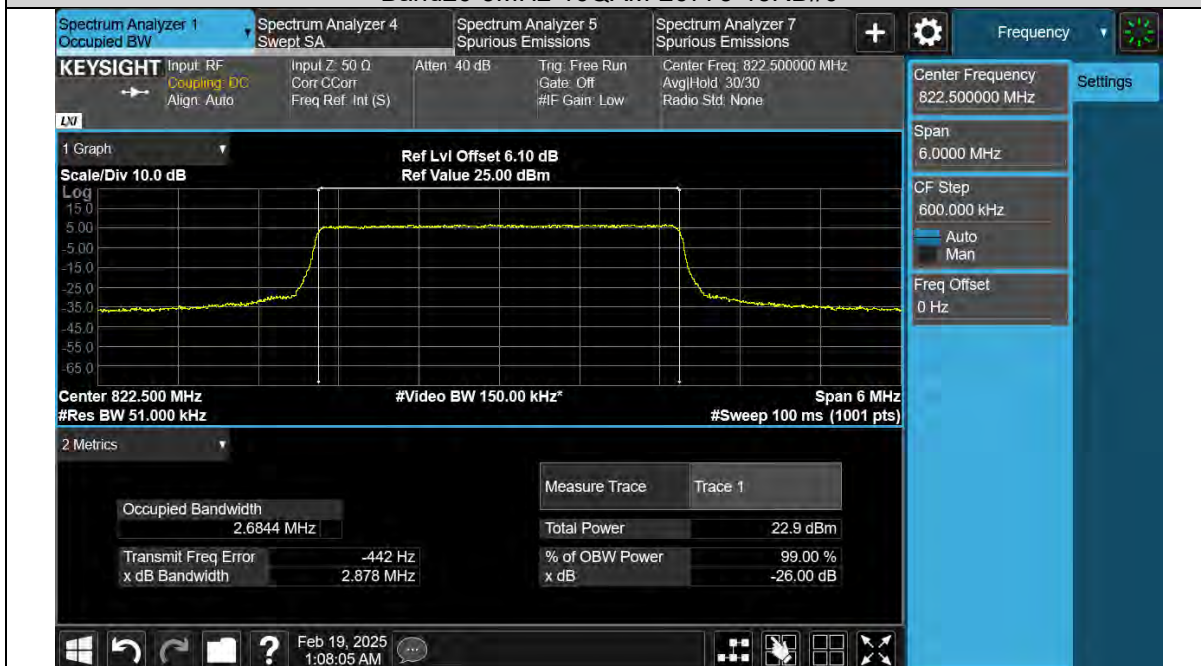 Spectrum Analyzer 1
Occupied BW
Spectrum Analyzer 4
Swept SA
Spectrum Analyzer 5
Spurious Emissions
Spectrum Analyzer 7
Spurious Emissions
+
Frequency
KEYSIGHT
Input: RF
Coupling: DC
Align: Auto
Input Z: 50 Ω
Corr CCorr
Freq Ref: Int (S)
Atten: 40 dB
Trig: Free Run
Gate: Off
#IF Gain: Low
Center Freq: 822.500000 MHz
Avg|Hold: 30/30
Radio Std: None
LXI
Center Frequency
822.500000 MHz
Settings
Span
6.0000 MHz
CF Step
600.000 kHz
Auto
Man
Freq Offset
0 Hz
1 Graph
Scale/Div 10.0 dB
Ref Lvl Offset 6.10 dB
Ref Value 25.00 dBm
Log
15.0
5.00
-5.00
-15.0
-25.0
-35.0
-45.0
-55.0
-65.0
Center 822.500 MHz
#Res BW 51.000 kHz
#Video BW 150.00 kHz*
Span 6 MHz
#Sweep 100 ms (1001 pts)
2 Metrics
Measure Trace Trace 1
Occupied Bandwidth
2.6844 MHz
Total Power 22.9 dBm
Transmit Freq Error -442 Hz
% of OBW Power 99.00 %
x dB Bandwidth 2.878 MHz
x dB -26.00 dB
?
Feb 19, 2025
1:08:05 AM